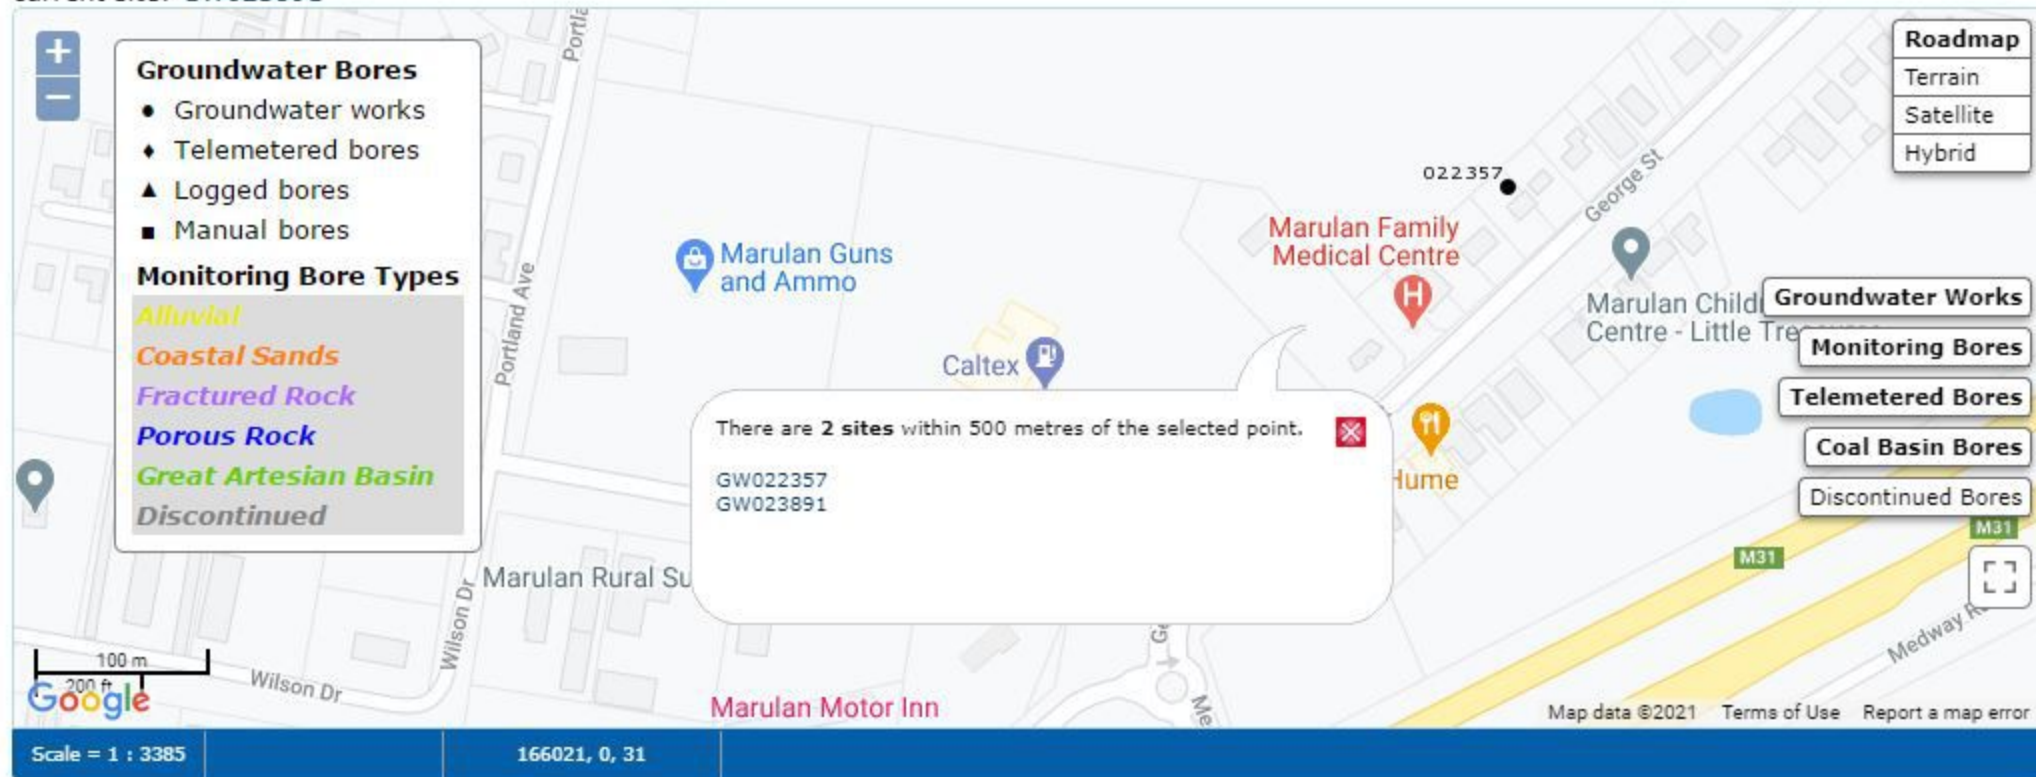 +
−
Groundwater Bores
Groundwater works
Telemetered bores
Logged bores
Manual bores
Monitoring Bore Types
Alluvial
Coastal Sands
Fractured Rock
Porous Rock
Great Artesian Basin
Discontinued
Portland Ave
Wilson Dr
Wilson Dr
Marulan Guns
and Ammo
Caltex
022357
Marulan Family
Medical Centre
George St
Marulan Child
Centre - Little Tre
There are 2 sites within 500 metres of the selected point.
GW022357
GW023891
Hume
Marulan Rural Su
Marulan Motor Inn
M31
M31
Medway R
Roadmap
Terrain
Satellite
Hybrid
Groundwater Works
Monitoring Bores
Telemetered Bores
Coal Basin Bores
Discontinued Bores
100 m
200 ft
Google
Map data ©2021 Terms of Use Report a map error
Scale = 1 : 3385
166021, 0, 31